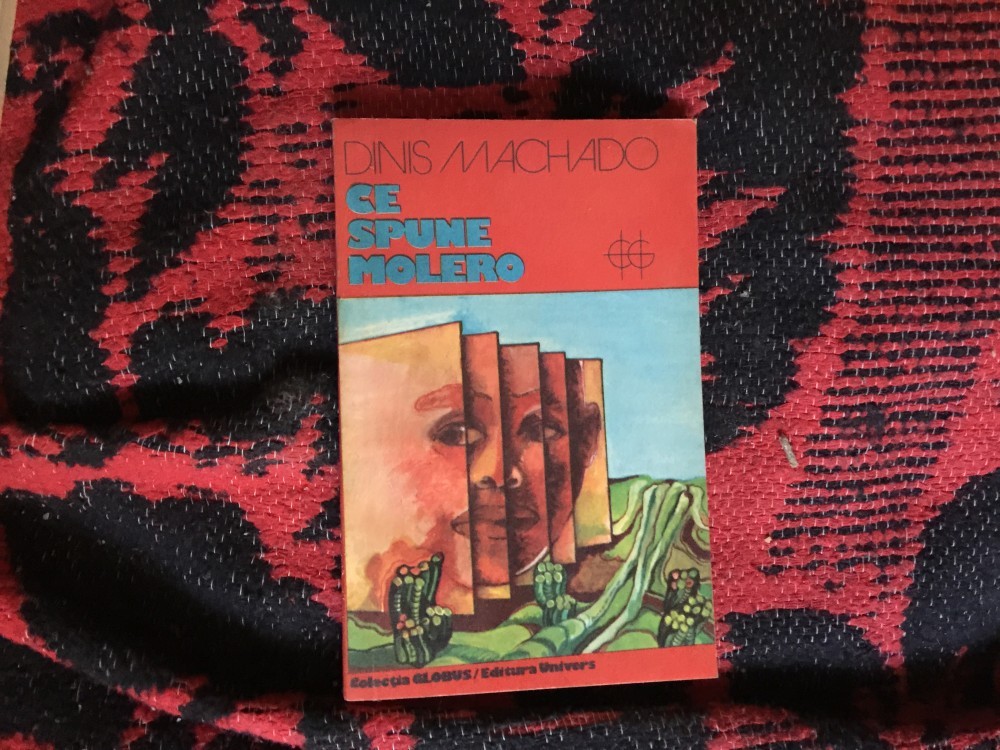 DINIS MACHADO
CE
SPUNE
MOLERO
Colecția GLOBUS/Editura Univers